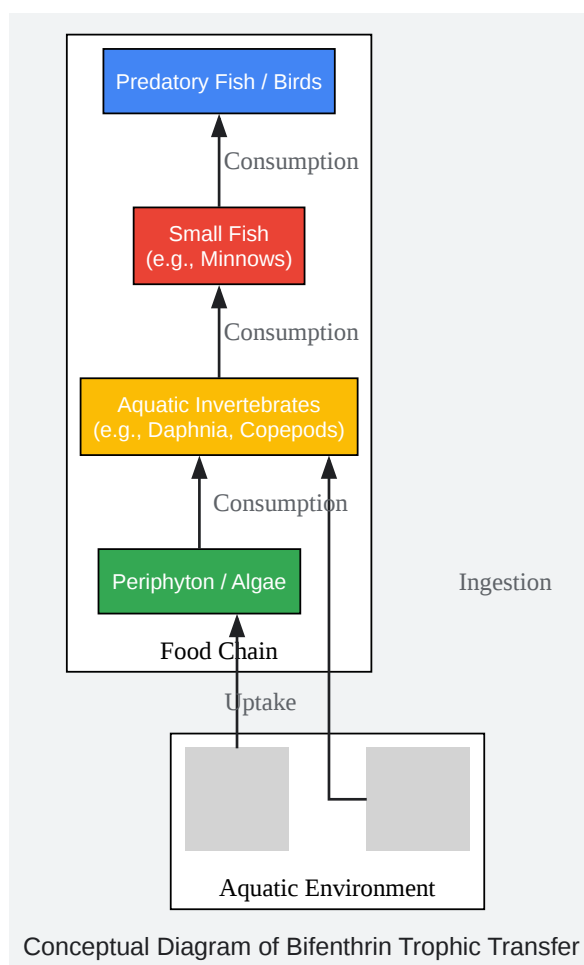 Predatory Fish / Birds
Consumption
Small Fish
(e.g., Minnows)
Consumption
Aquatic Invertebrates
(e.g., Daphnia, Copepods)
Consumption
Periphyton / Algae
Ingestion
Food Chain
Uptake
Aquatic Environment
Conceptual Diagram of Bifenthrin Trophic Transfer